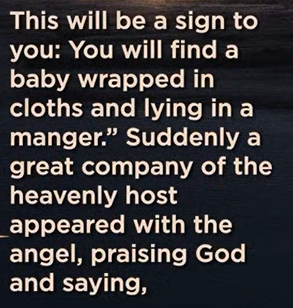 This will be a sign to
you: You will find a
baby wrapped in
cloths and lying in a
manger.” Suddenly a
great company of the
heavenly host
appeared with the
angel, praising God
and saying,